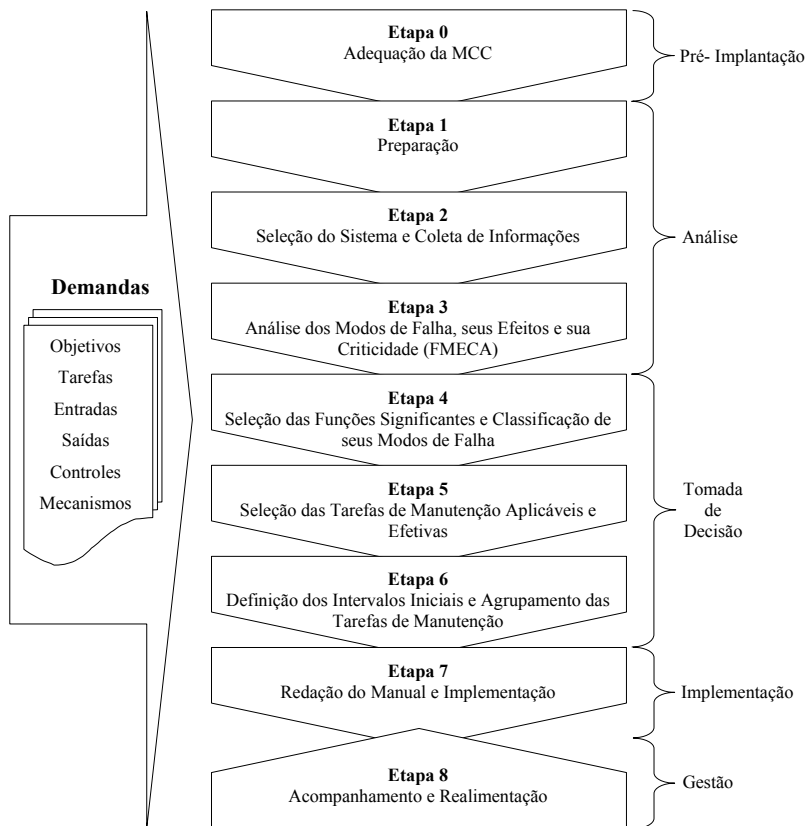 Demandas
Objetivos
Tarefas
Entradas
Saídas
Controles
Mecanismos
Etapa 0
Adequação da MCC
Pré- Implantação
Etapa 1
Preparação
Etapa 2
Seleção do Sistema e Coleta de Informações
Etapa 3
Análise dos Modos de Falha, seus Efeitos e sua
Criticidade (FMECA)
Análise
Etapa 4
Seleção das Funções Significantes e Classificação de
seus Modos de Falha
Etapa 5
Seleção das Tarefas de Manutenção Aplicáveis e
Efetivas
Etapa 6
Definição dos Intervalos Iniciais e Agrupamento das
Tarefas de Manutenção
Tomada
de
Decisão
Etapa 7
Redação do Manual e Implementação
Implementação
Etapa 8
Acompanhamento e Realimentação
Gestão